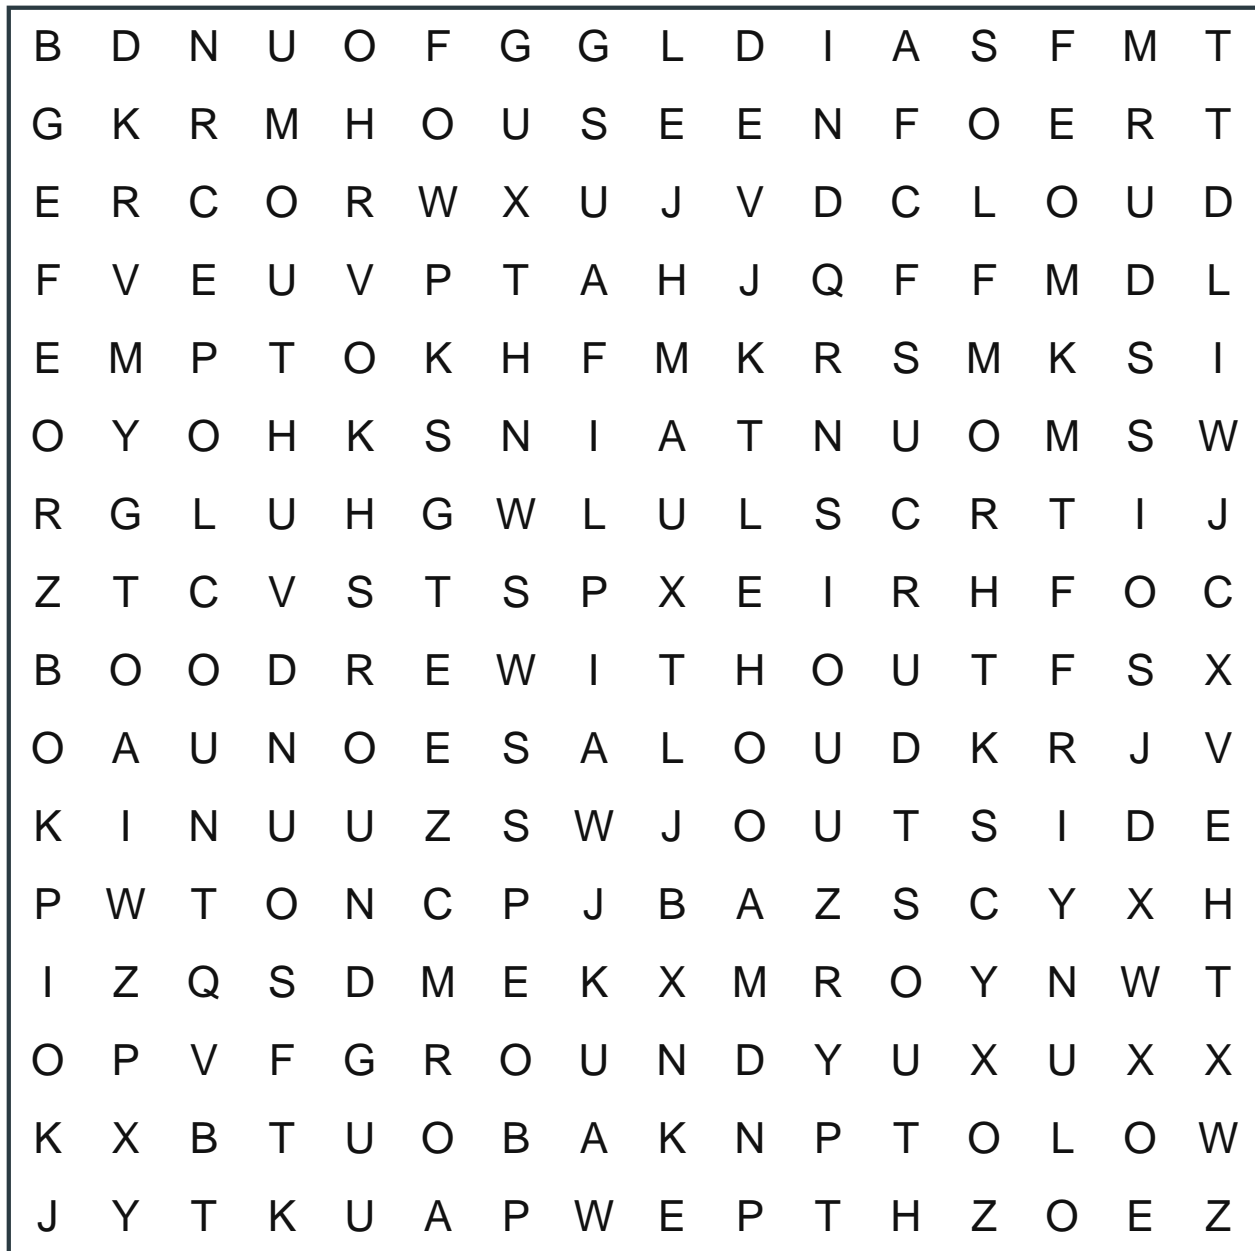 B D N U O F G G L D I A S F M T
G K R M H O U S E E N F O E R T
E R C O R W X U J V D C L O U D
F V E U V P T A H J Q F F M D L
E M P T O K H F M K R S M K S I
O Y O H K S N I A T N U O M S W
R G L U H G W L U L S C R T I J
Z T C V S T S P X E I R H F O C
B O O D R E W I T H O U T F S X
O A U N O E S A L O U D K R J V
K I N U U Z S W J O U T S I D E
P W T O N C P J B A Z S C Y X H
I Z Q S D M E K X M R O Y N W T
O P V F G R O U N D Y U X U X X
K X B T U O B A K N P T O L O W
J Y T K U A P W E P T H Z O E Z